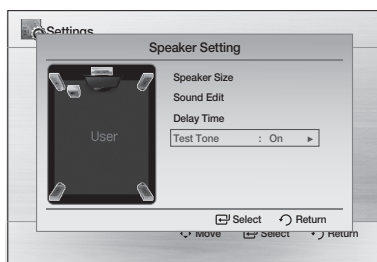 Settings
Speaker Setting
Speaker Size
Sound Edit
Delay Time
Test Tone : On ►
User
Select Return
Move Select Return